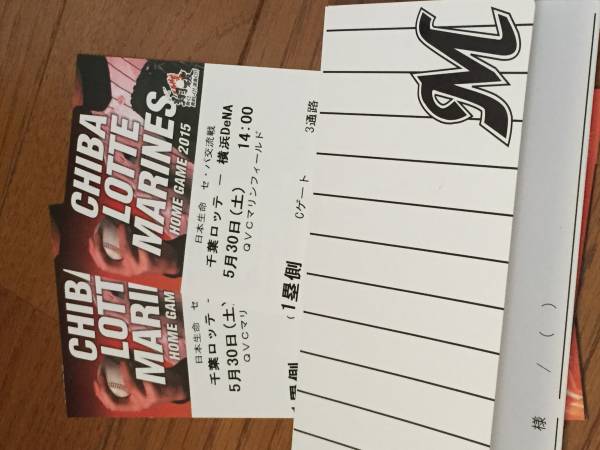 CHIBA
LOTTE
MARINES
HOME GAME 2015
日本生命 セ・パ交流戦
千葉ロッテ － 横浜DeNA
5月30日(土) 14:00
QVCマリンフィールド
1塁側 Cゲート 3通路
CHIB
LOTT
MARI
HOME GAM
日本生命 セ
千葉ロッテ -
5月30日(土)
QVCマリ
1塁側
M
様 / ( )